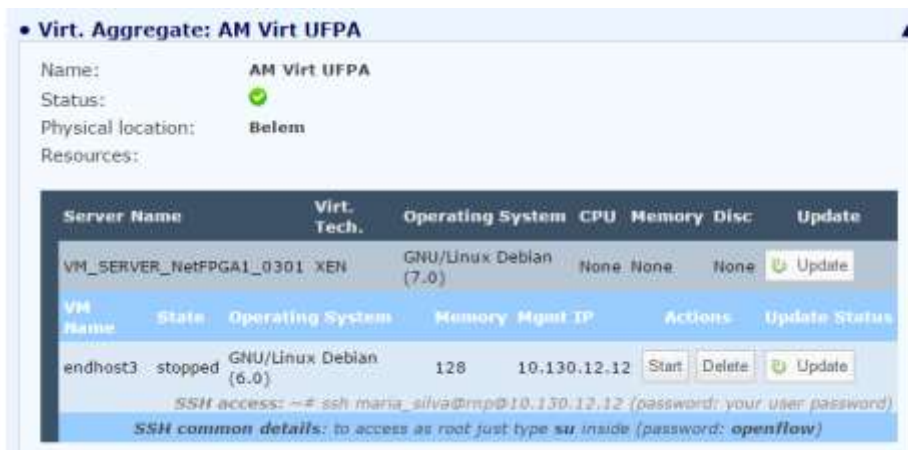 • Virt. Aggregate: AM Virt UFPA
Name: AM Virt UFPA
Status:
Physical location: Belem
Resources:
Server Name Virt. Tech. Operating System CPU Memory Disc Update
VM_SERVER_NetFPGA1_0301 XEN GNU/Linux Debian (7.0) None None None Update
VM Name State Operating System Memory Mgmt IP Actions Update Status
endhost3 stopped GNU/Linux Debian (6.0) 128 10.130.12.12 Start Delete Update
SSH access: ~# ssh maria_silva@rnp@10.130.12.12 (password: your user password)
SSH common details: to access as root just type su inside (password: openflow)